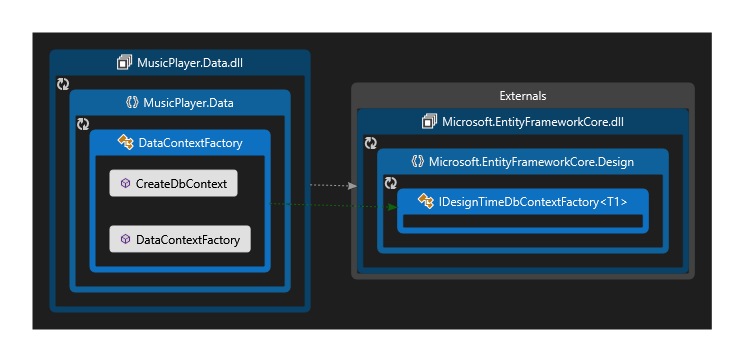 MusicPlayer.Data.dll
MusicPlayer.Data
DataContextFactory
CreateDbContext
DataContextFactory
Externals
Microsoft.EntityFrameworkCore.dll
Microsoft.EntityFrameworkCore.Design
IDesignTimeDbContextFactory<T1>